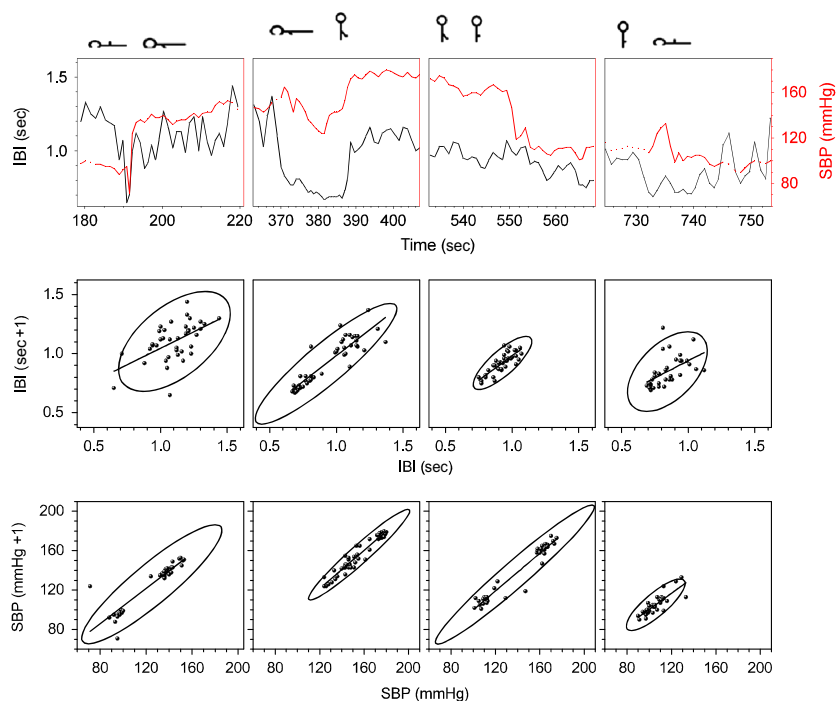 1.5
1.0
IBI (sec)
160
120
80
SBP (mmHg)
180 200 220 370 385 400 540 550 560 730 740 750
Time (sec)
1.5
1.0
0.5
IBI (sec +1)
0.5 1.0 1.5 0.5 1.0 1.5 0.5 1.0 1.5 0.5 1.0 1.5
IBI (sec)
200
160
120
80
SBP (mmHg +1)
80 120 160 200 80 120 160 200 80 120 160 200 80 120 160 200
SBP (mmHg)